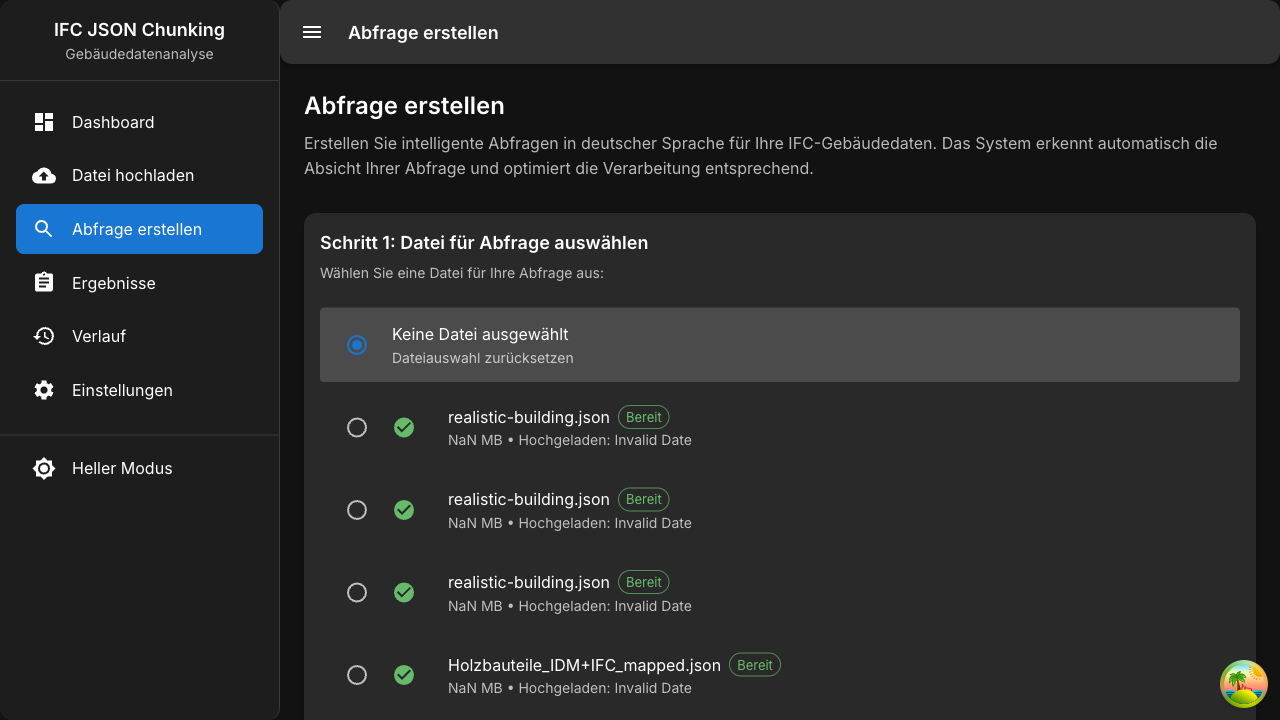 IFC JSON Chunking
Gebäudedatenanalyse
Dashboard
Datei hochladen
Abfrage erstellen
Ergebnisse
Verlauf
Einstellungen
Heller Modus
Abfrage erstellen
Abfrage erstellen
Erstellen Sie intelligente Abfragen in deutscher Sprache für Ihre IFC-Gebäudedaten. Das System erkennt automatisch die
Absicht Ihrer Abfrage und optimiert die Verarbeitung entsprechend.
Schritt 1: Datei für Abfrage auswählen
Wählen Sie eine Datei für Ihre Abfrage aus:
Keine Datei ausgewählt
Dateiauswahl zurücksetzen
realistic-building.json Bereit
NaN MB • Hochgeladen: Invalid Date
realistic-building.json Bereit
NaN MB • Hochgeladen: Invalid Date
realistic-building.json Bereit
NaN MB • Hochgeladen: Invalid Date
Holzbauteile_IDM+IFC_mapped.json Bereit
NaN MB • Hochgeladen: Invalid Date